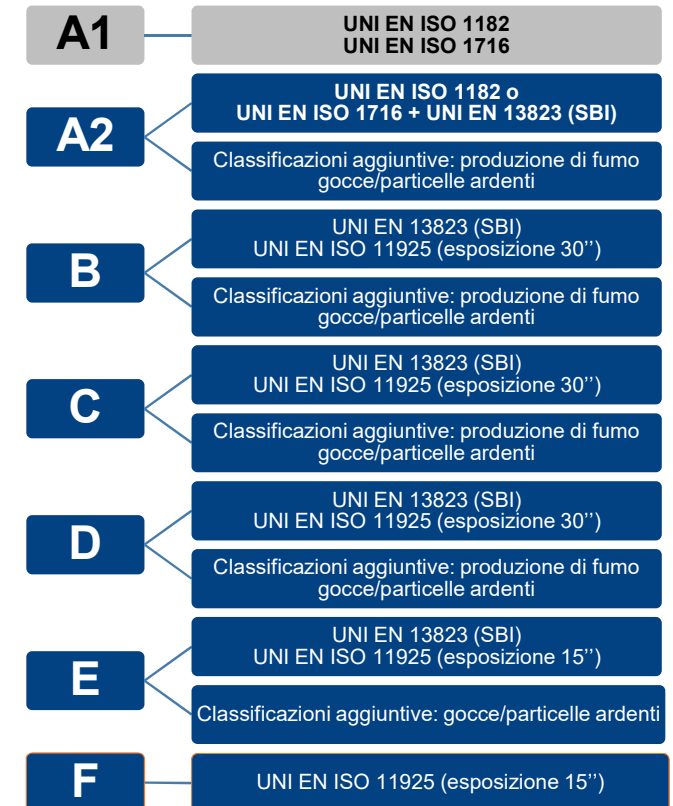 A1
UNI EN ISO 1182
UNI EN ISO 1716
A2
UNI EN ISO 1182 o
UNI EN ISO 1716 + UNI EN 13823 (SBI)
Classificazioni aggiuntive: produzione di fumo
gocce/particelle ardenti
B
UNI EN 13823 (SBI)
UNI EN ISO 11925 (esposizione 30’’)
Classificazioni aggiuntive: produzione di fumo
gocce/particelle ardenti
C
UNI EN 13823 (SBI)
UNI EN ISO 11925 (esposizione 30’’)
Classificazioni aggiuntive: produzione di fumo
gocce/particelle ardenti
D
UNI EN 13823 (SBI)
UNI EN ISO 11925 (esposizione 30’’)
Classificazioni aggiuntive: produzione di fumo
gocce/particelle ardenti
E
UNI EN 13823 (SBI)
UNI EN ISO 11925 (esposizione 15’’)
Classificazioni aggiuntive: gocce/particelle ardenti
F
UNI EN ISO 11925 (esposizione 15’’)